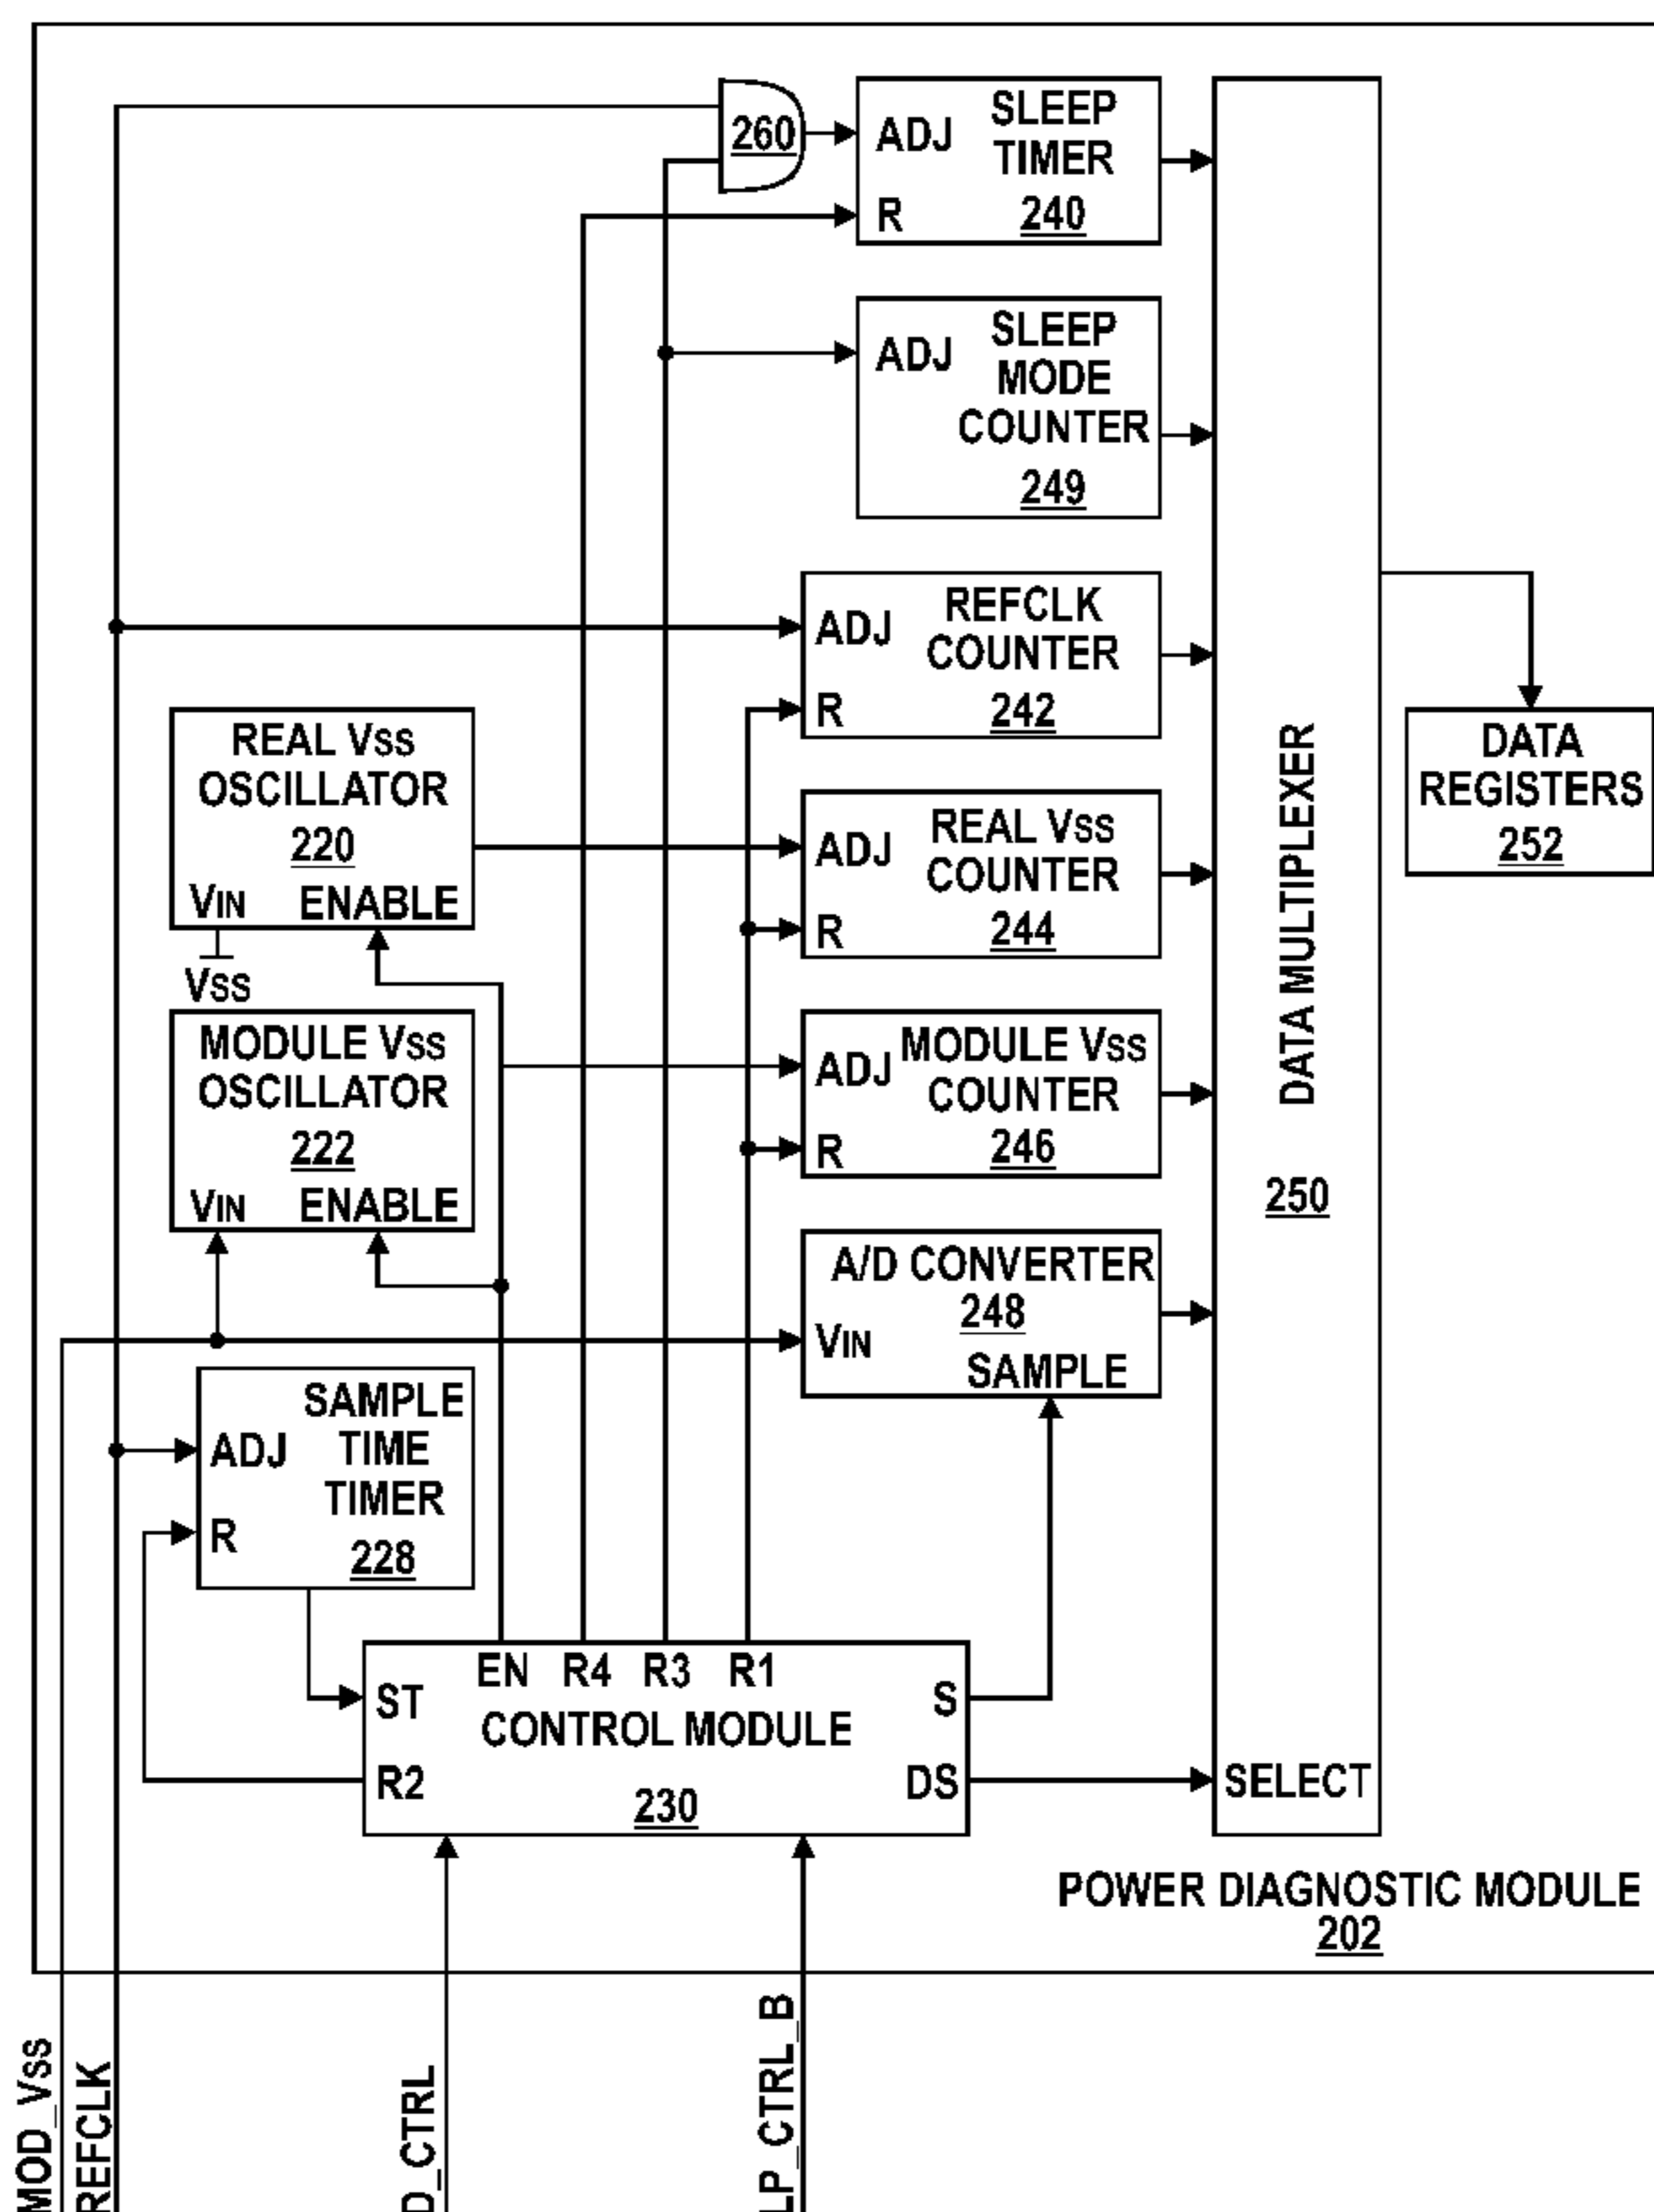 260
ADJ
SLEEP
TIMER
240
R
ADJ
SLEEP
MODE
COUNTER
249
ADJ
REFCLK
COUNTER
242
R
REAL VSS
OSCILLATOR
220
VIN
ENABLE
VSS
ADJ
REAL VSS
COUNTER
244
R
DATA MULTIPLEXER
250
SELECT
DATA
REGISTERS
252
MODULE VSS
OSCILLATOR
222
VIN
ENABLE
ADJ
MODULE VSS
COUNTER
246
R
A/D CONVERTER
248
VIN
SAMPLE
SAMPLE
TIME
TIMER
228
ADJ
R
EN
R4
R3
R1
ST
S
CONTROL MODULE
R2
230
DS
POWER DIAGNOSTIC MODULE
202
MOD_VSS
REFCLK
D_CTRL
LP_CTRL_B